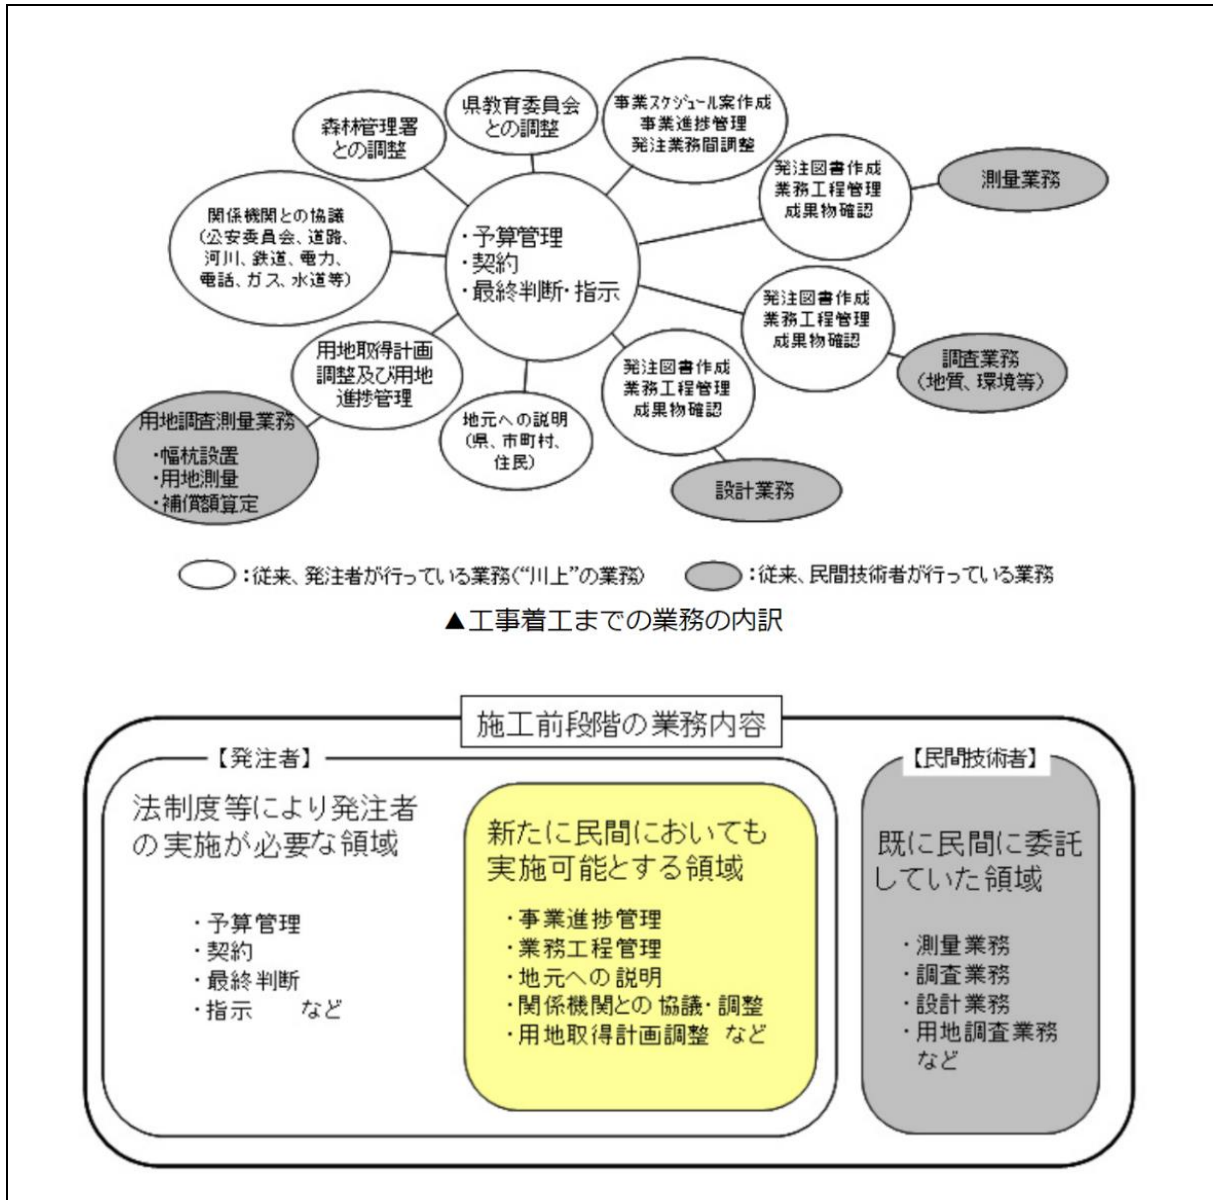 森林管理署
との調整
県教育委員会
との調整
事業スケジュール案作成
事業進捗管理
発注業務間調整
発注図書作成
業務工程管理
成果物確認
測量業務
関係機関との協議
(公安委員会、道路、
河川、鉄道、電力、
電話、ガス、水道等)
・予算管理
・契約
・最終判断・指示
発注図書作成
業務工程管理
成果物確認
調査業務
(地質、環境等)
用地取得計画
調整及び用地
進捗管理
発注図書作成
業務工程管理
成果物確認
用地調査測量業務
・幅杭設置
・用地測量
・補償額算定
地元への説明
(県、市町村、
住民)
設計業務
:従来、発注者が行っている業務(“川上”の業務)
:従来、民間技術者が行っている業務
▲工事着工までの業務の内訳
施工前段階の業務内容
【発注者】
法制度等により発注者
の実施が必要な領域
・予算管理
・契約
・最終判断
・指示 など
新たに民間においても
実施可能とする領域
・事業進捗管理
・業務工程管理
・地元への説明
・関係機関との協議・調整
・用地取得計画調整 など
【民間技術者】
既に民間に委託
していた領域
・測量業務
・調査業務
・設計業務
・用地調査業務
など